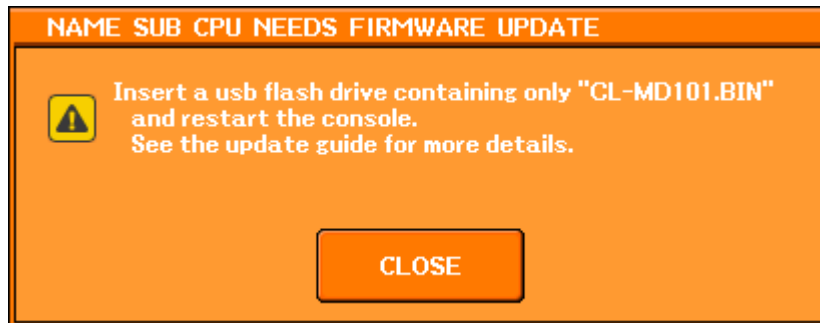 NAME SUB CPU NEEDS FIRMWARE UPDATE
Insert a usb flash drive containing only "CL-MD101.BIN"
and restart the console.
See the update guide for more details.
CLOSE